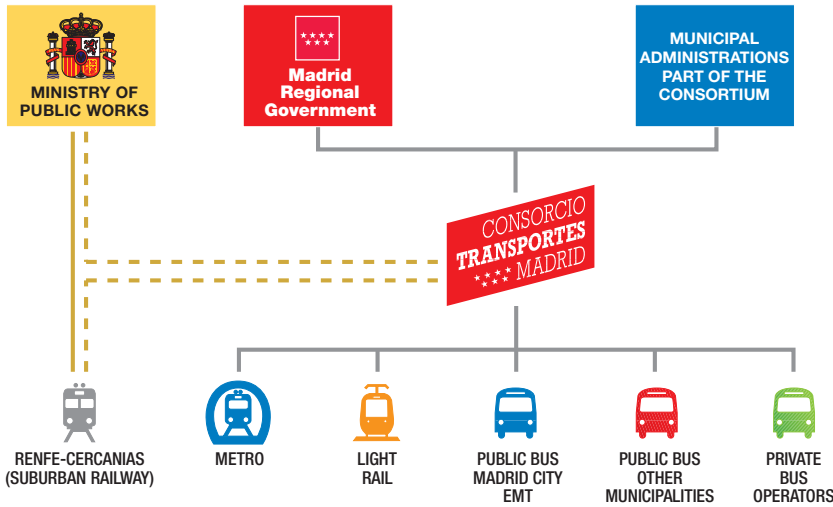 MINISTRY OF
PUBLIC WORKS
Madrid
Regional
Government
MUNICIPAL
ADMINISTRATIONS
PART OF THE
CONSORTIUM
CONSORCIO
TRANSPORTES
MADRID
RENFE-CERCANIAS
(SUBURBAN RAILWAY)
METRO
LIGHT
RAIL
PUBLIC BUS
MADRID CITY
EMT
PUBLIC BUS
OTHER
MUNICIPALITIES
PRIVATE
BUS
OPERATORS